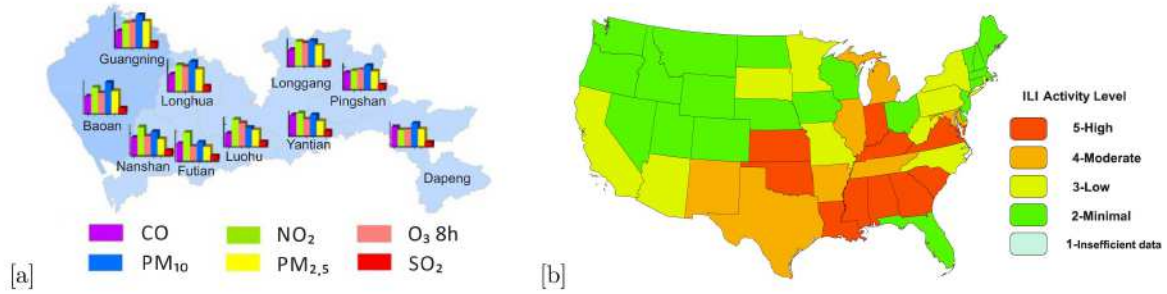 Guangning
Longhua
Longgang
Pingshan
Baoan
Nanshan
Futian
Luohu
Yantian
Dapeng
CO
NO₂
O₃ 8h
PM₁₀
PM₂,₅
SO₂
[a]
ILI Activity Level
5-High
4-Moderate
3-Low
2-Minimal
1-Insefficient data
[b]